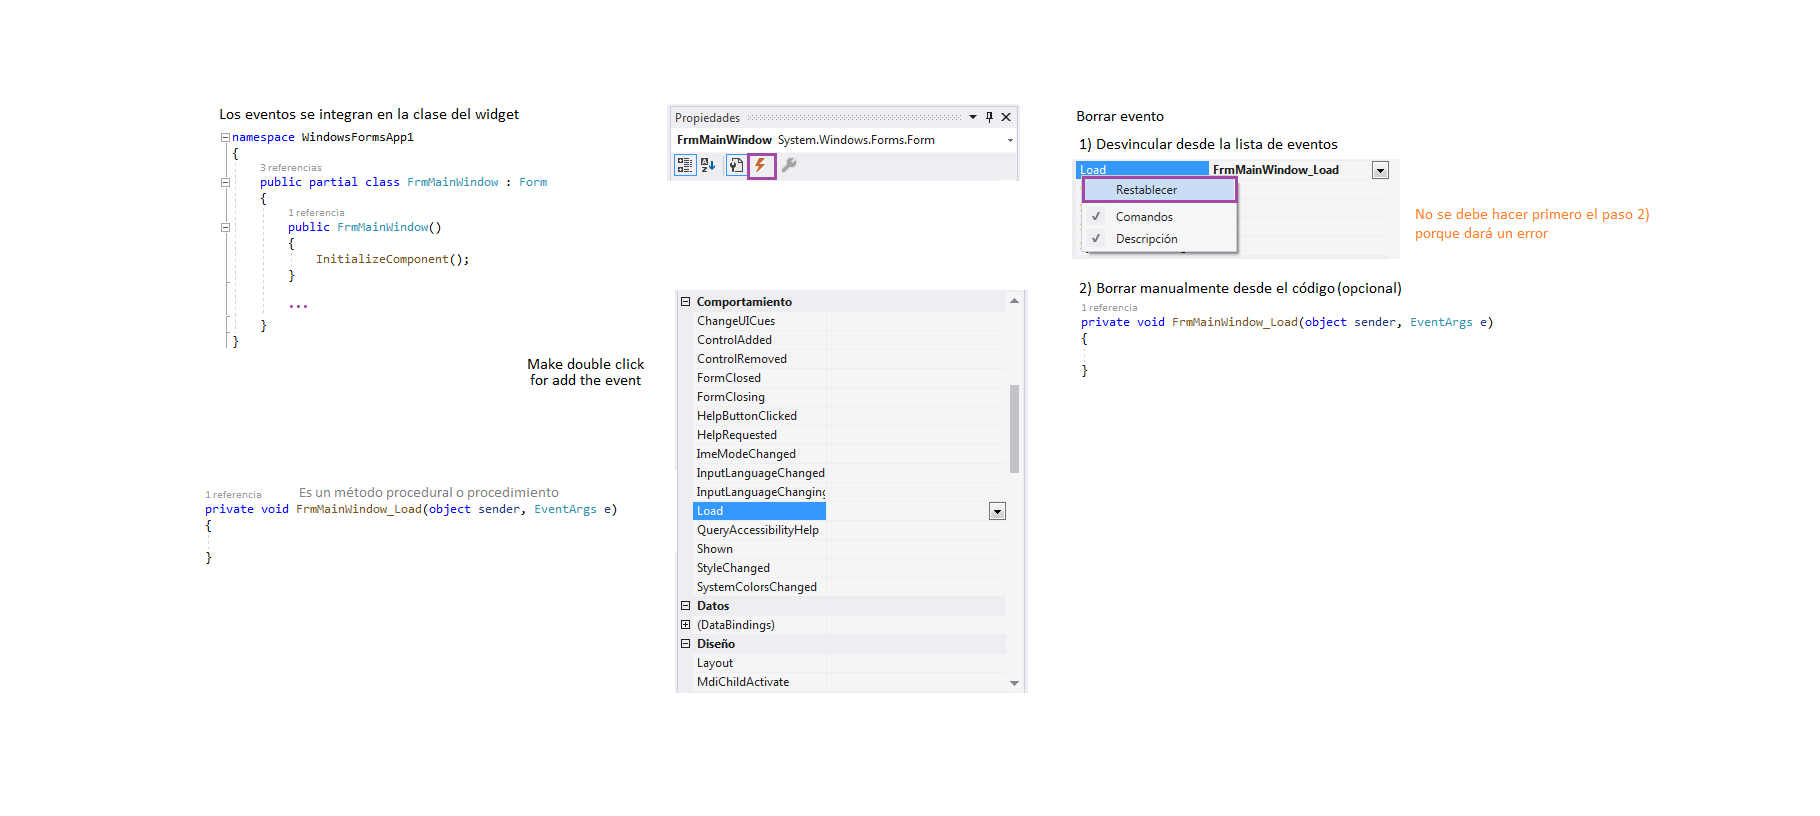 Los eventos se integran en la clase del widget
namespace WindowsFormsApp1
{
3 referencias
public partial class FrmMainWindow : Form
{
1 referencia
public FrmMainWindow()
{
InitializeComponent();
}
...
}
}
Make double click
for add the event
1 referencia
Es un método procedural o procedimiento
private void FrmMainWindow_Load(object sender, EventArgs e)
{
}
Propiedades
FrmMainWindow System.Windows.Forms.Form
Comportamiento
ChangeUICues
ControlAdded
ControlRemoved
FormClosed
FormClosing
HelpButtonClicked
HelpRequested
ImeModeChanged
InputLanguageChanged
InputLanguageChanging
Load
QueryAccessibilityHelp
Shown
StyleChanged
SystemColorsChanged
Datos
(DataBindings)
Diseño
Layout
MdiChildActivate
Borrar evento
1) Desvincular desde la lista de eventos
Load FrmMainWindow_Load
Restablecer
Comandos
Descripción
No se debe hacer primero el paso 2)
porque dará un error
2) Borrar manualmente desde el código (opcional)
1 referencia
private void FrmMainWindow_Load(object sender, EventArgs e)
{
}